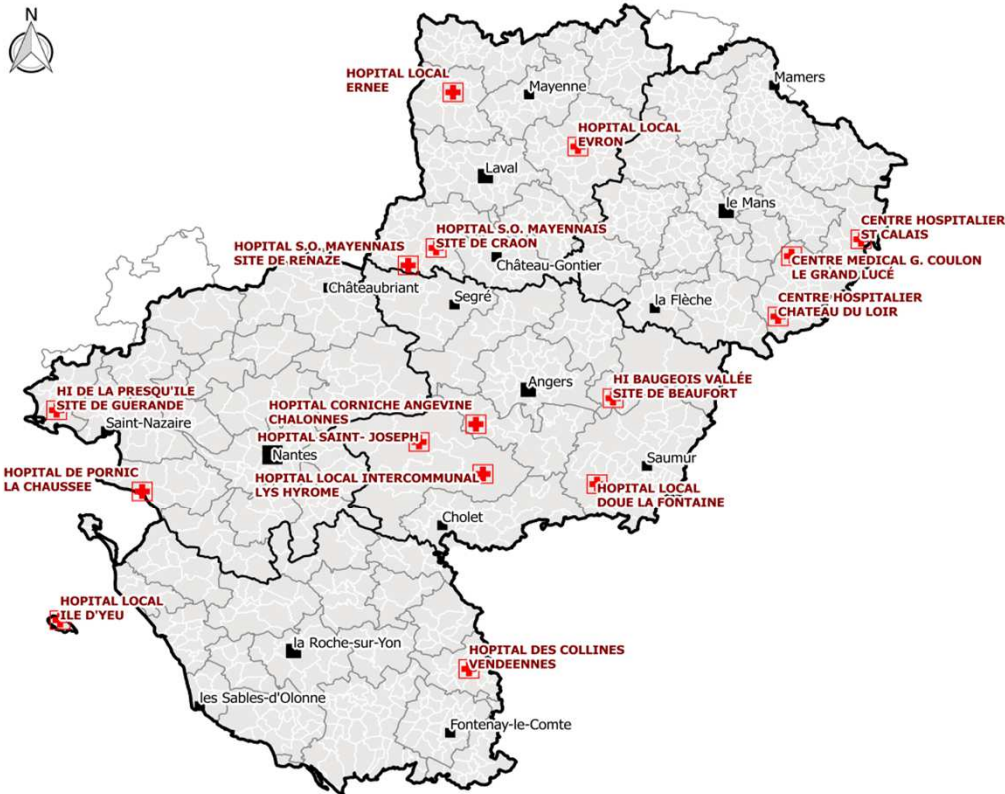 N
HOPITAL LOCAL
ERNEE
Mayenne
Mamers
HOPITAL LOCAL
EVRON
Laval
le Mans
CENTRE HOSPITALIER
ST CALAIS
HOPITAL S.O. MAYENNAIS
SITE DE CRAON
HOPITAL S.O. MAYENNAIS
SITE DE RENAZE
Château-Gontier
CENTRE MEDICAL G. COULON
LE GRAND LUCÉ
Châteaubriant
Segré
la Flèche
CENTRE HOSPITALIER
CHATEAU DU LOIR
Angers
HI BAUGEOIS VALLÉE
SITE DE BEAUFORT
HI DE LA PRESQU'ILE
SITE DE GUERANDE
Saint-Nazaire
HOPITAL CORNICHE ANGEVINE
CHALONNES
HOPITAL SAINT- JOSEPH
Nantes
Saumur
HOPITAL DE PORNIC
LA CHAUSSEE
HOPITAL LOCAL INTERCOMMUNAL
LYS HYROME
HOPITAL LOCAL
DOUE LA FONTAINE
Cholet
HOPITAL LOCAL
ILE D'YEU
la Roche-sur-Yon
HOPITAL DES COLLINES
VENDEENNES
les Sables-d'Olonne
Fontenay-le-Comte